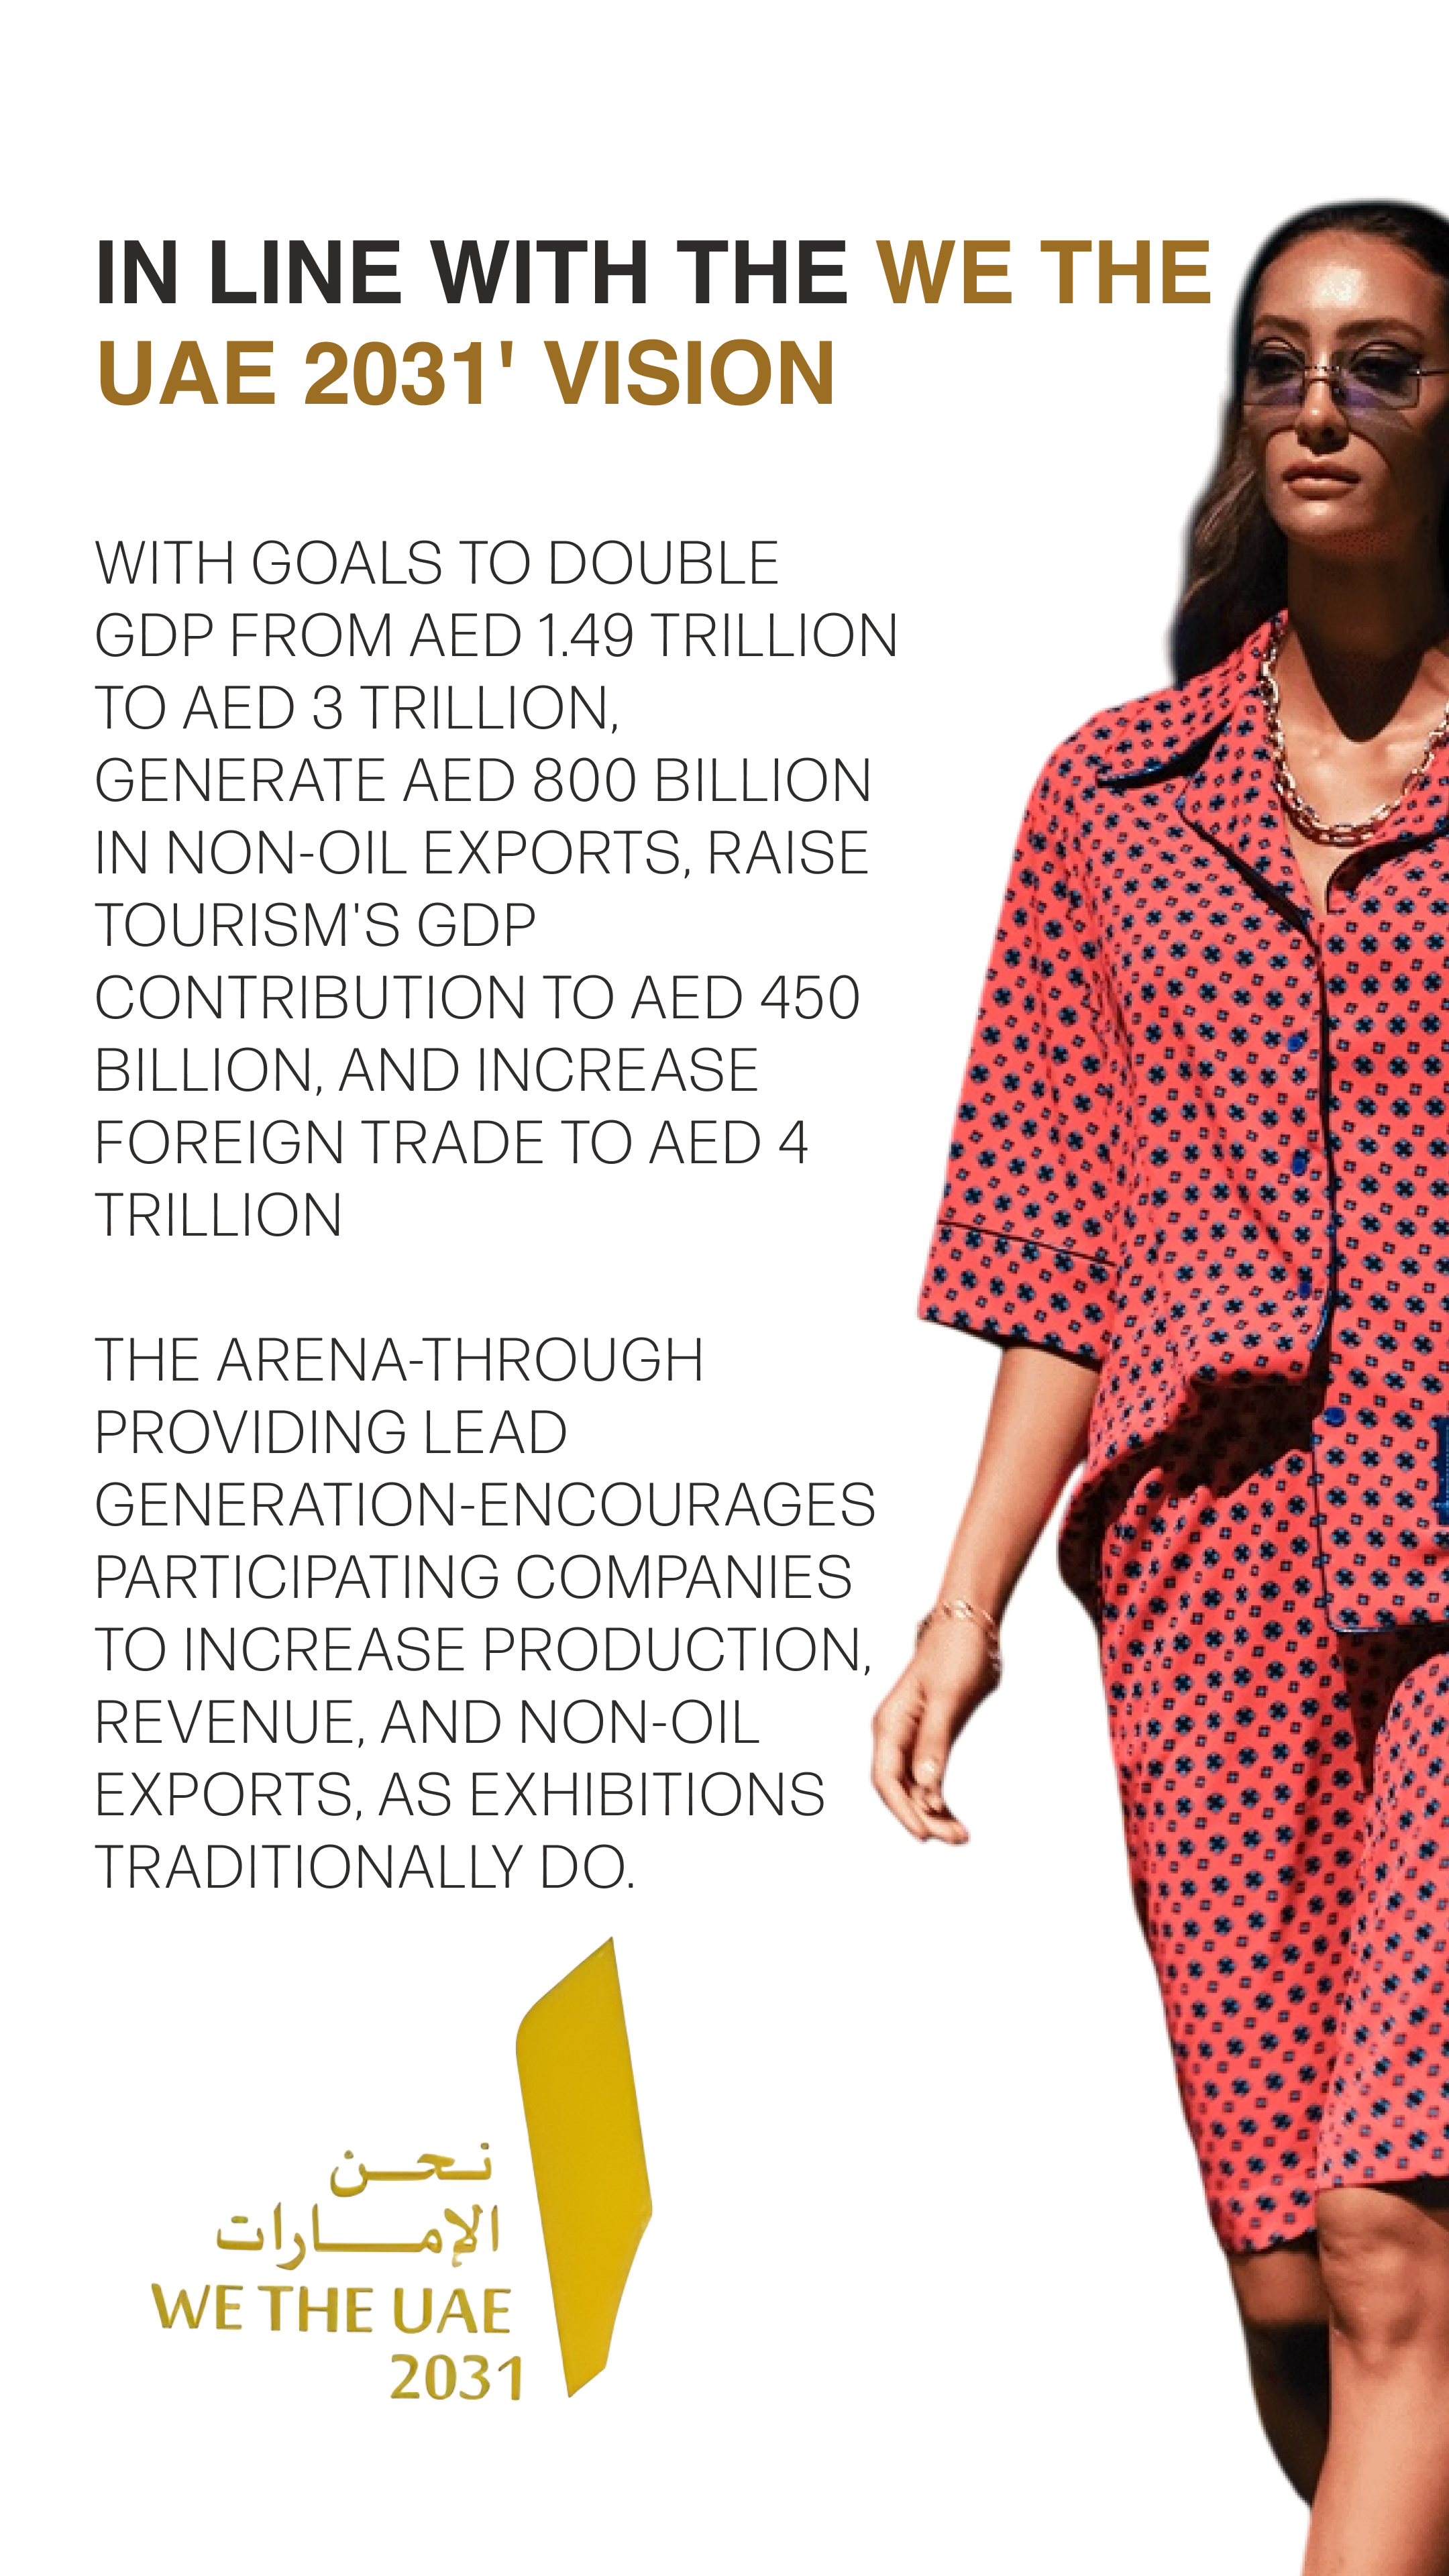 IN LINE WITH THE WE THE
UAE 2031' VISION
WITH GOALS TO DOUBLE
GDP FROM AED 1.49 TRILLION
TO AED 3 TRILLION,
GENERATE AED 800 BILLION
IN NON-OIL EXPORTS, RAISE
TOURISM'S GDP
CONTRIBUTION TO AED 450
BILLION, AND INCREASE
FOREIGN TRADE TO AED 4
TRILLION
THE ARENA-THROUGH
PROVIDING LEAD
GENERATION-ENCOURAGES
PARTICIPATING COMPANIES
TO INCREASE PRODUCTION,
REVENUE, AND NON-OIL
EXPORTS, AS EXHIBITIONS
TRADITIONALLY DO.
نحن
الإمارات
WE THE UAE
2031